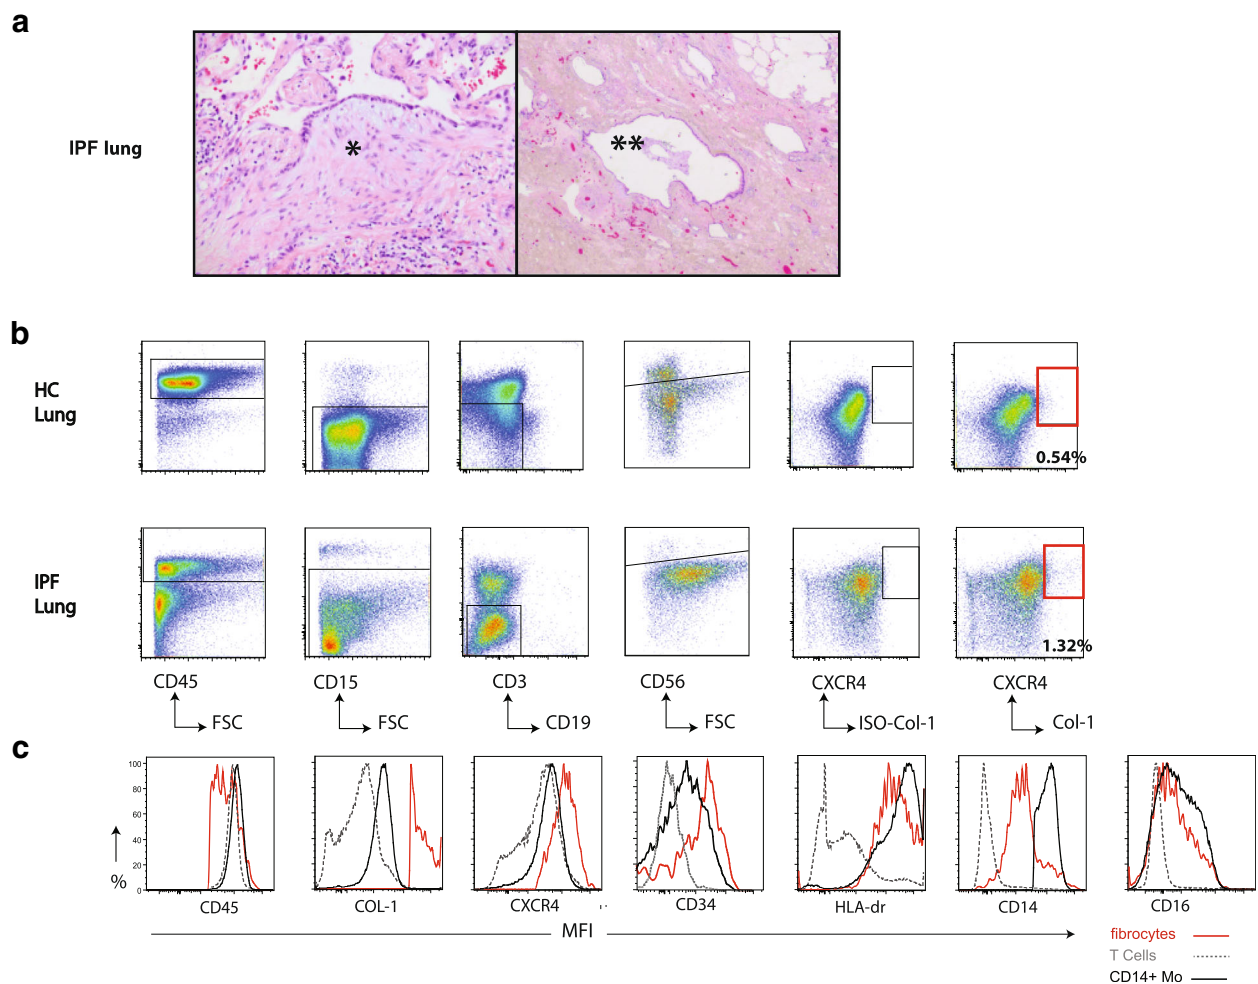 a
IPF lung
*
**
b
HC
Lung
0.54%
IPF
Lung
1.32%
CD45
FSC
CD15
FSC
CD3
CD19
CD56
FSC
CXCR4
ISO-Col-1
CXCR4
Col-1
c
100
80
60
40
20
0
%
CD45
COL-1
CXCR4
CD34
HLA-dr
CD14
CD16
MFI
fibrocytes
T Cells
CD14+ Mo